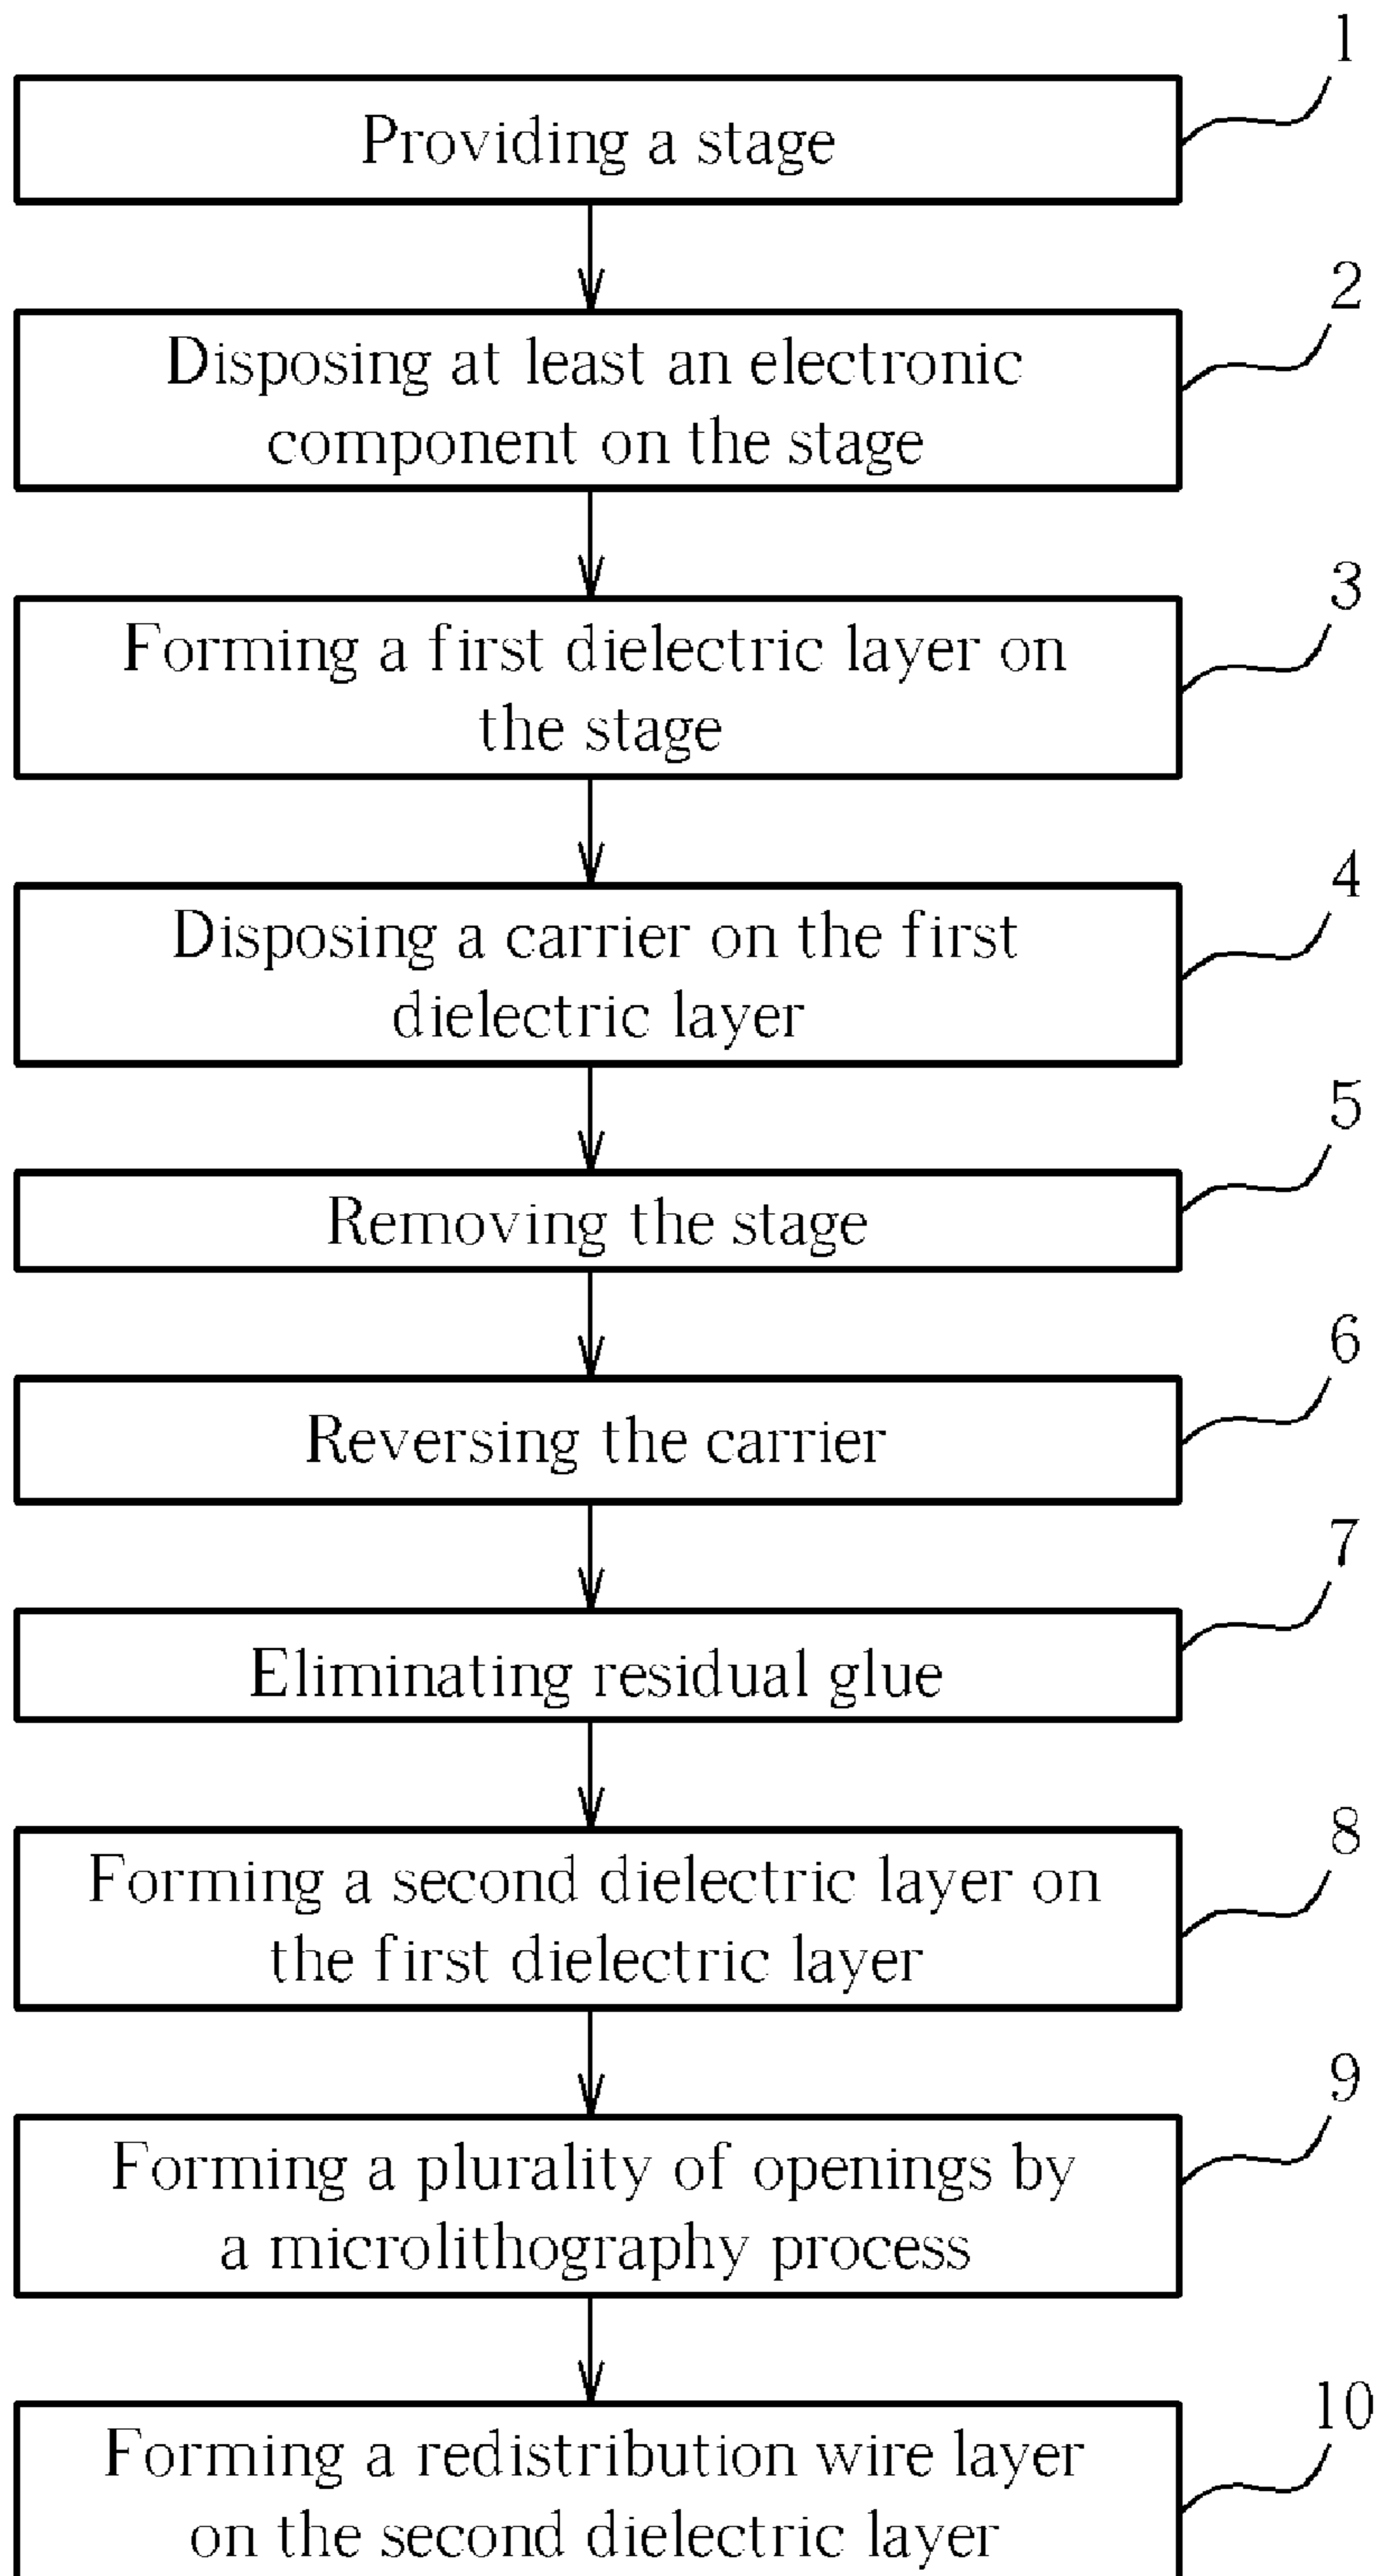 1
Providing a stage
2
Disposing at least an electronic
component on the stage
3
Forming a first dielectric layer on
the stage
4
Disposing a carrier on the first
dielectric layer
5
Removing the stage
6
Reversing the carrier
7
Eliminating residual glue
8
Forming a second dielectric layer on
the first dielectric layer
9
Forming a plurality of openings by
a microlithography process
10
Forming a redistribution wire layer
on the second dielectric layer